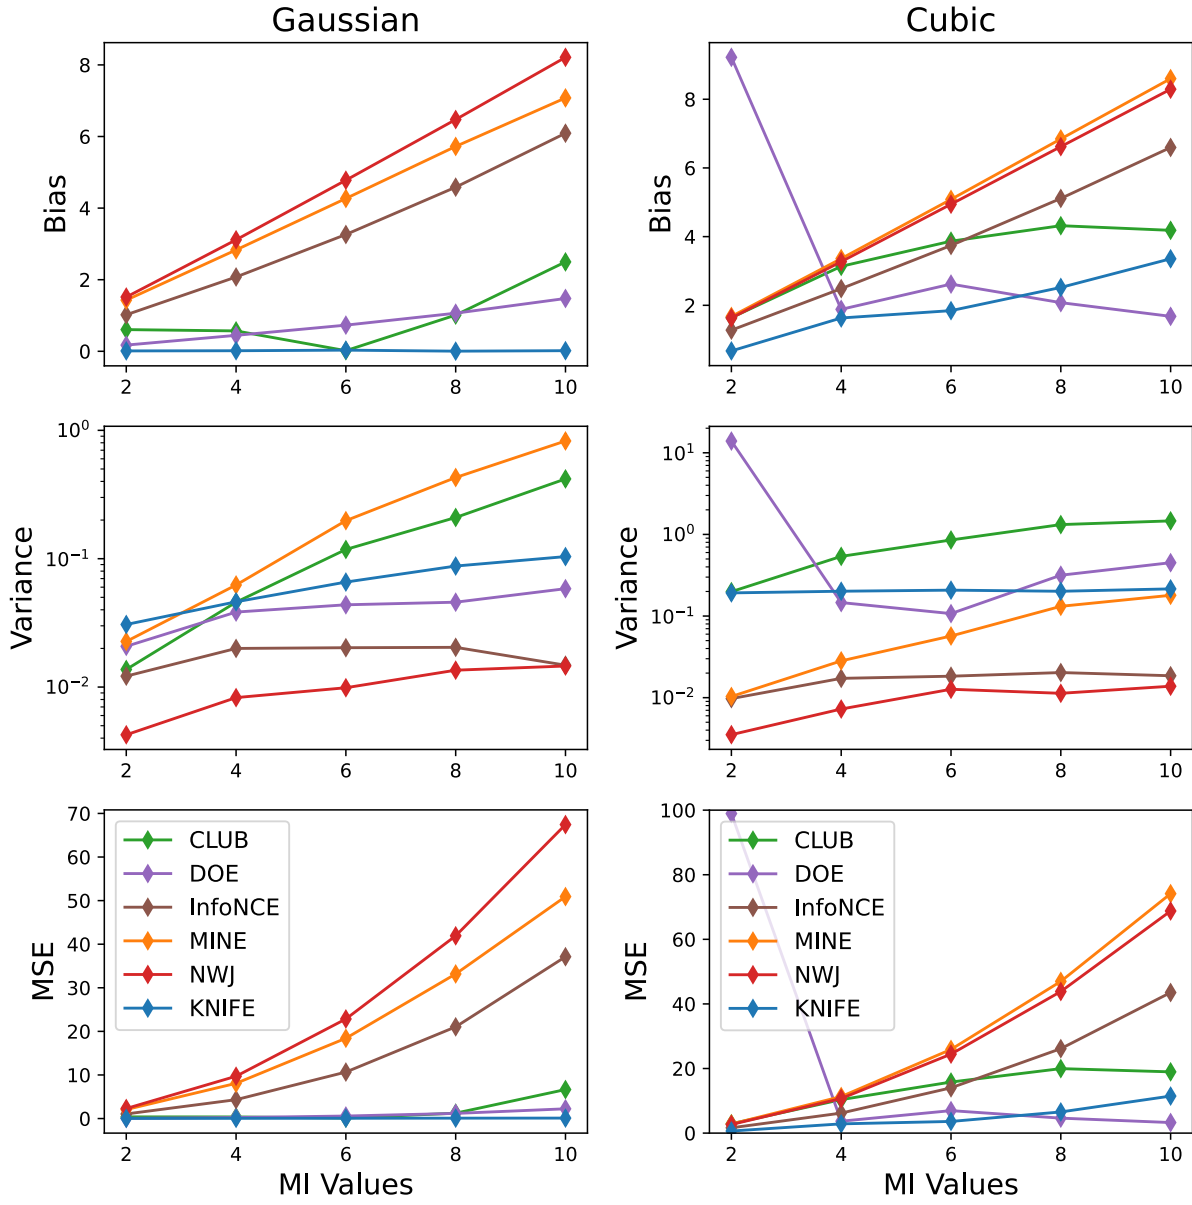 Gaussian
Cubic
Bias
8
6
4
2
0
2 4 6 8 10
Bias
8
6
4
2
2 4 6 8 10
Variance
10^0
10^-1
10^-2
2 4 6 8 10
Variance
10^1
10^0
10^-1
10^-2
2 4 6 8 10
MSE
70
60
50
40
30
20
10
0
CLUB
DOE
InfoNCE
MINE
NWJ
KNIFE
2 4 6 8 10
MI Values
MSE
100
80
60
40
20
0
CLUB
DOE
InfoNCE
MINE
NWJ
KNIFE
2 4 6 8 10
MI Values